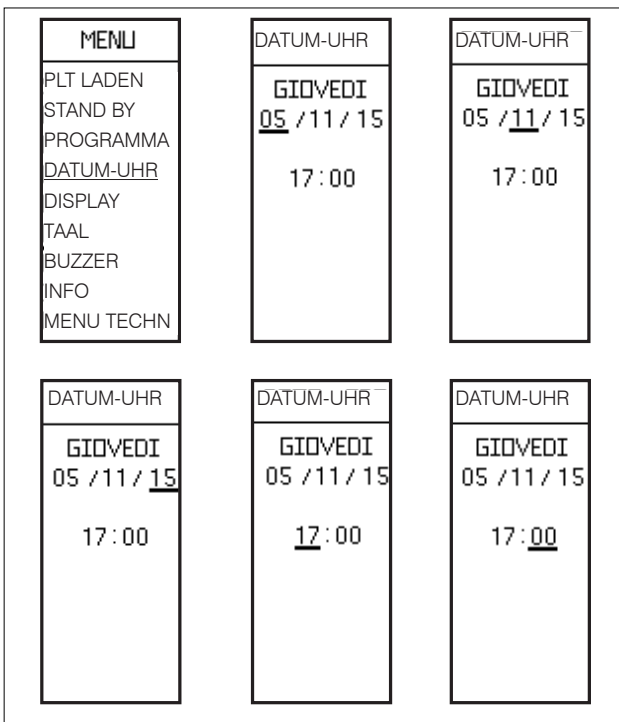 MENU
PLT LADEN
STAND BY
PROGRAMMA
DATUM-UHR
DISPLAY
TAAL
BUZZER
INFO
MENU TECHN
DATUM-UHR
GIOVEDI
05 /11/ 15
17:00
DATUM-UHR
GIOVEDI
05 /11/ 15
17:00
DATUM-UHR
GIOVEDI
05 /11/ 15
17:00
DATUM-UHR
GIOVEDI
05 /11/ 15
17:00
DATUM-UHR
GIOVEDI
05 /11/ 15
17:00